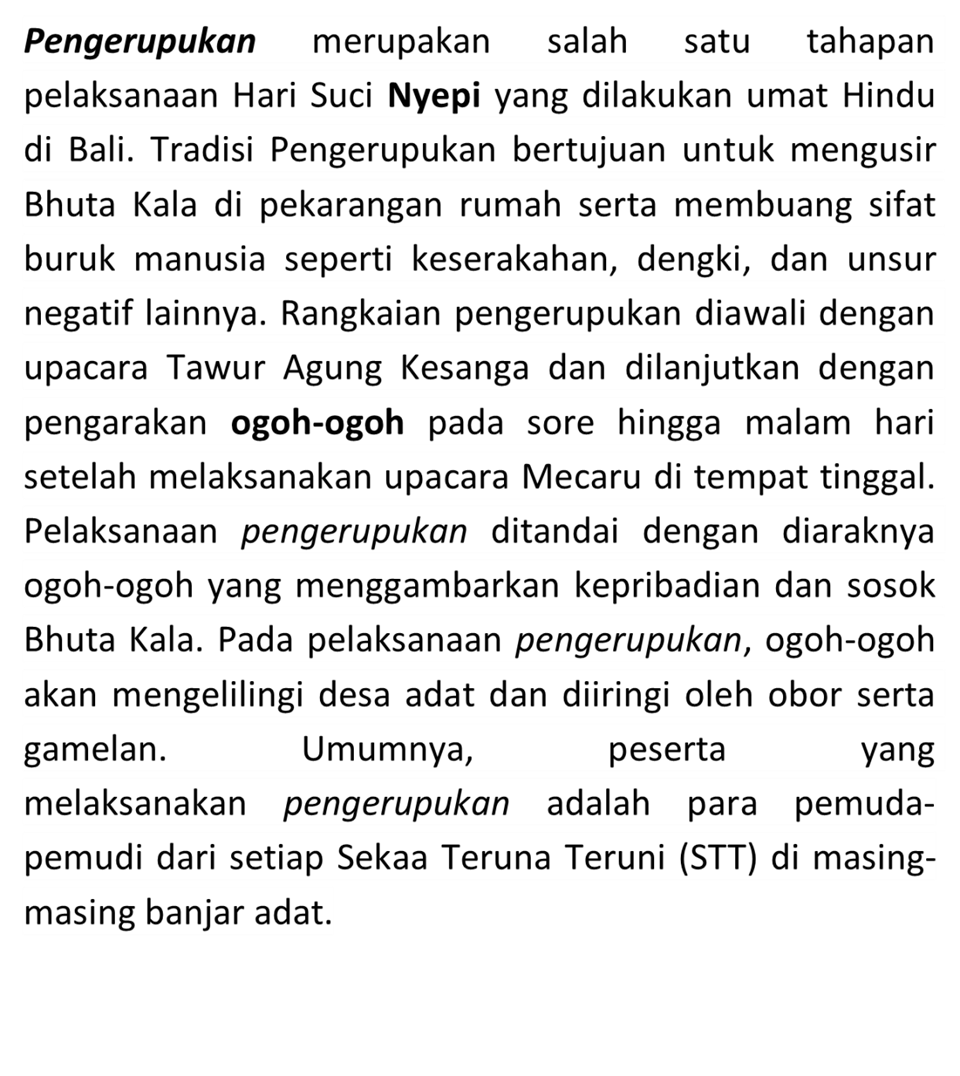 Pengerupukan merupakan salah satu tahapan
pelaksanaan Hari Suci Nyepi yang dilakukan umat Hindu
di Bali. Tradisi Pengerupukan bertujuan untuk mengusir
Bhuta Kala di pekarangan rumah serta membuang sifat
buruk manusia seperti keserakahan, dengki, dan unsur
negatif lainnya. Rangkaian pengerupukan diawali dengan
upacara Tawur Agung Kesanga dan dilanjutkan dengan
pengarakan ogoh-ogoh pada sore hingga malam hari
setelah melaksanakan upacara Mecaru di tempat tinggal.
Pelaksanaan pengerupukan ditandai dengan diaraknya
ogoh-ogoh yang menggambarkan kepribadian dan sosok
Bhuta Kala. Pada pelaksanaan pengerupukan, ogoh-ogoh
akan mengelilingi desa adat dan diiringi oleh obor serta
gamelan. Umumnya, peserta yang
melaksanakan pengerupukan adalah para pemuda-
pemudi dari setiap Sekaa Teruna Teruni (STT) di masing-
masing banjar adat.